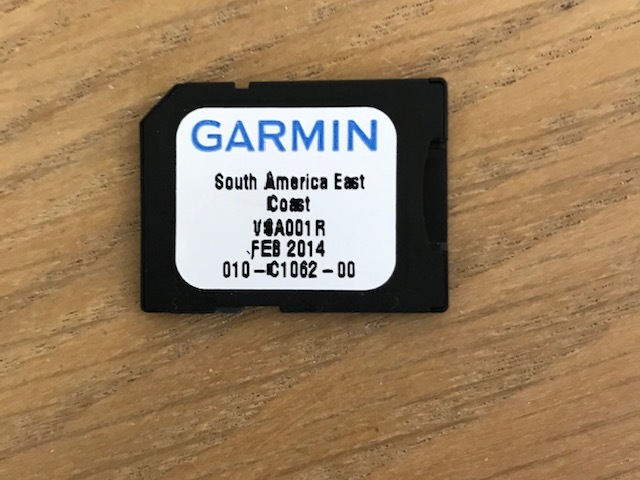 GARMIN
South America East
Coast
VSA001R
FEB 2014
010-C1062-00